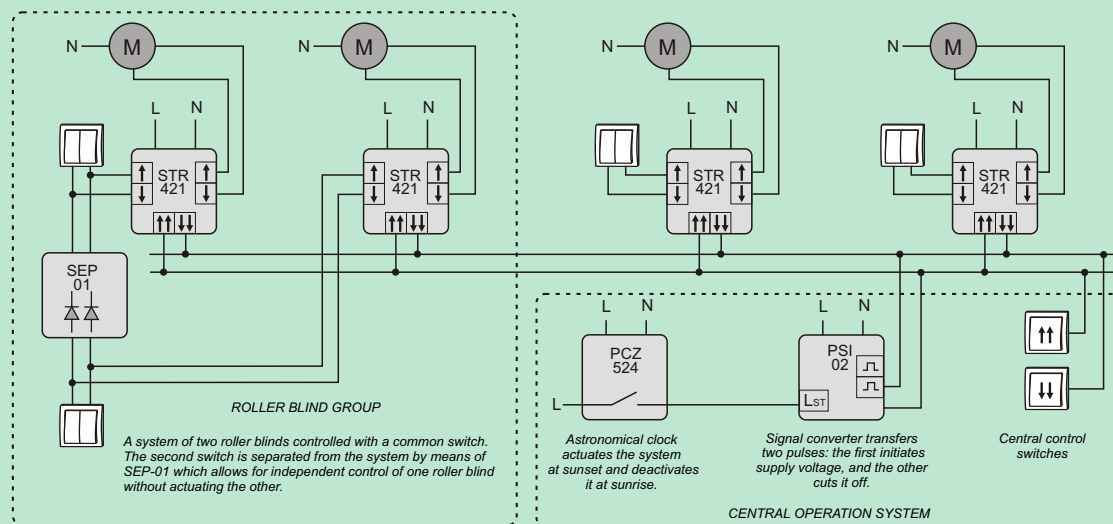 N M N M N M N M
L N L N L N L N
STR
421
STR
421
STR
421
STR
421
SEP
01
ROLLER BLIND GROUP
A system of two roller blinds controlled with a common switch.
The second switch is separated from the system by means of
SEP-01 which allows for independent control of one roller blind
without actuating the other.
L N
PCZ
524
L
Astronomical clock
actuates the system
at sunset and deactivates
it at sunrise.
L N
PSI
02
LST
Signal converter transfers
two pulses: the first initiates
supply voltage, and the other
cuts it off.
Central control
switches
CENTRAL OPERATION SYSTEM